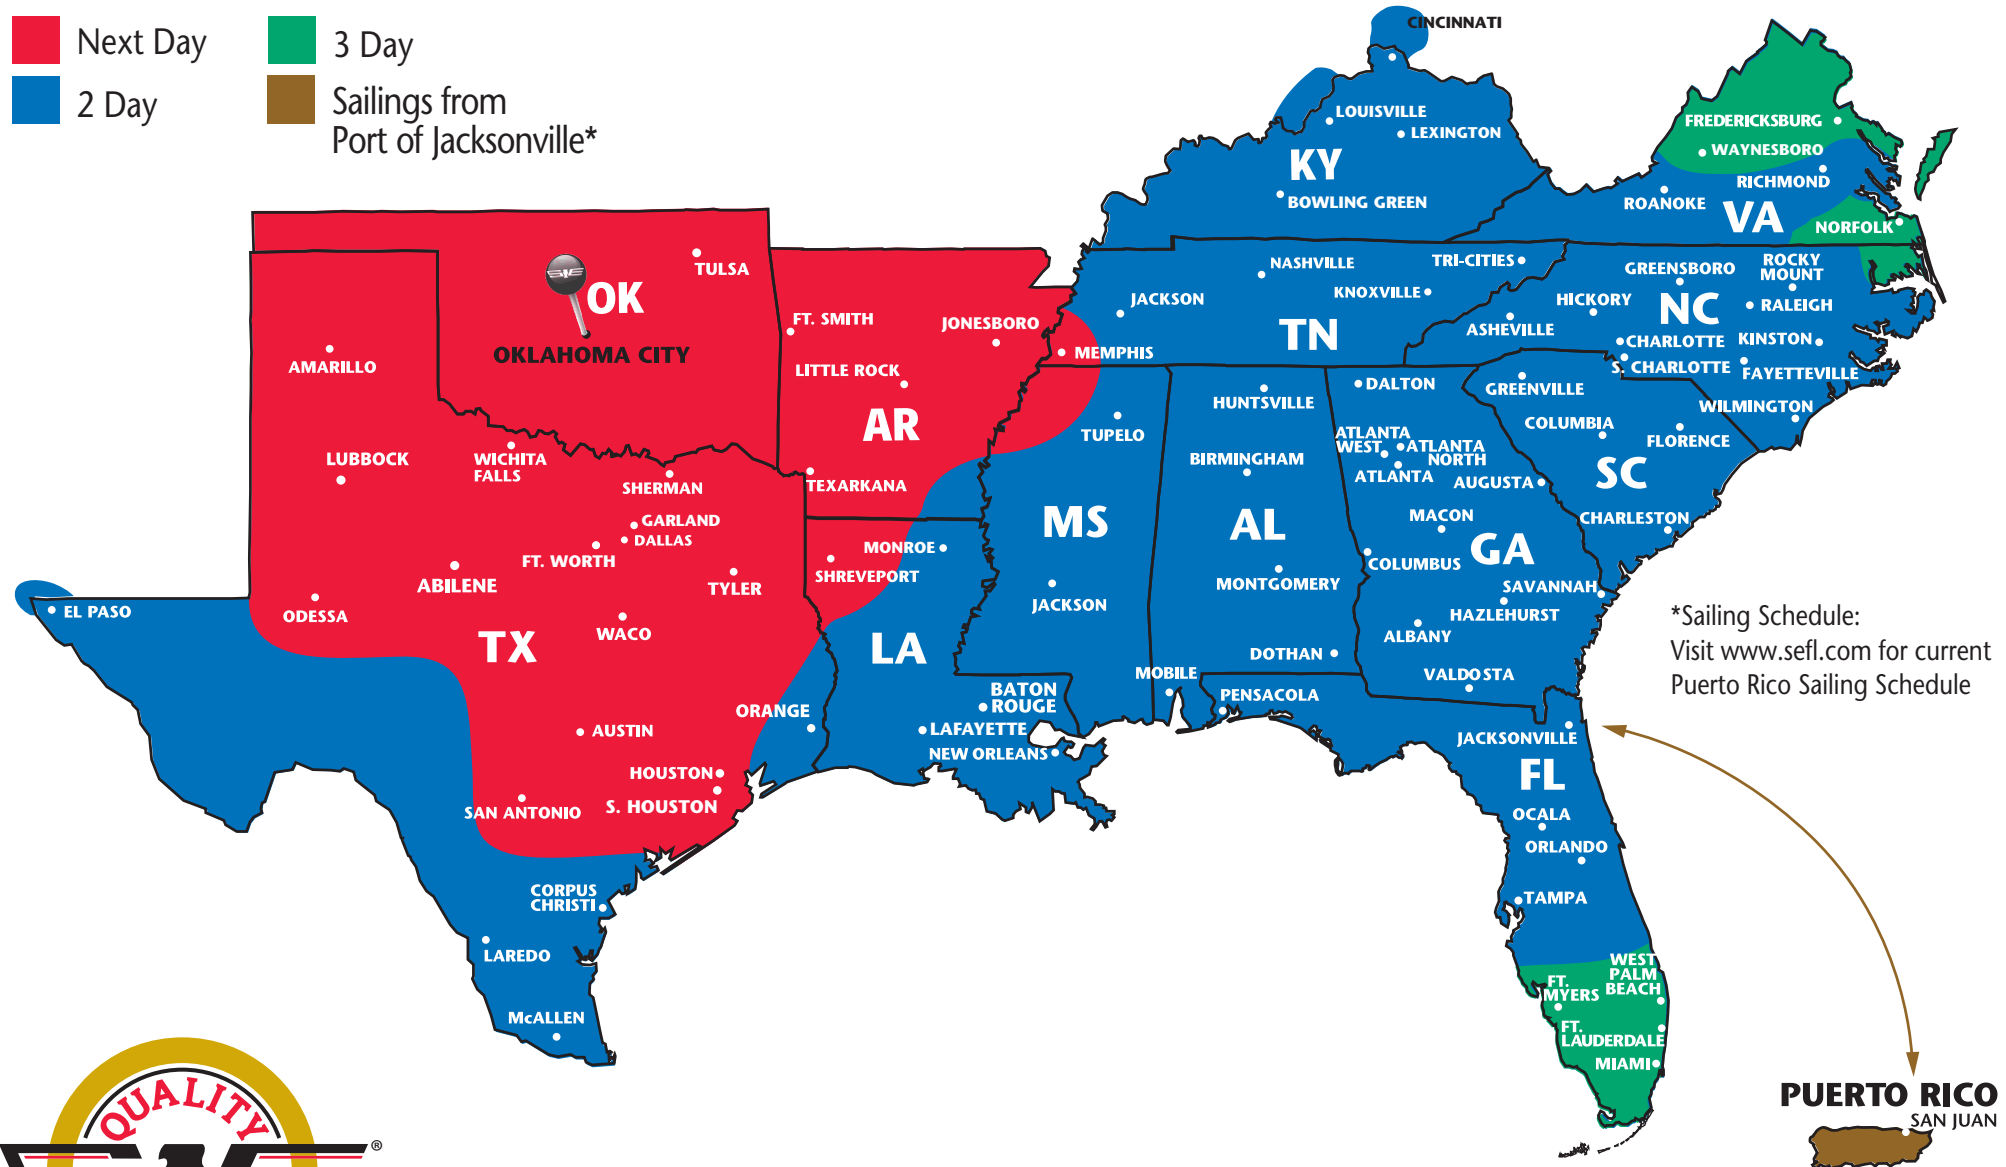 Next Day
2 Day
3 Day
Sailings from
Port of Jacksonville*
CINCINNATI
LOUISVILLE
LEXINGTON
KY
BOWLING GREEN
FREDERICKSBURG
WAYNESBORO
RICHMOND
ROANOKE
VA
NORFOLK
TULSA
OK
OKLAHOMA CITY
AMARILLO
LUBBOCK
WICHITA
FALLS
SHERMAN
GARLAND
DALLAS
FT. WORTH
ABILENE
TYLER
ODESSA
WACO
EL PASO
TX
ORANGE
AUSTIN
HOUSTON
S. HOUSTON
SAN ANTONIO
CORPUS
CHRISTI
LAREDO
McALLEN
FT. SMITH
JONESBORO
LITTLE ROCK
AR
TEXARKANA
MONROE
SHREVEPORT
LA
BATON
ROUGE
LAFAYETTE
NEW ORLEANS
NASHVILLE
TRI-CITIES
KNOXVILLE
JACKSON
TN
MEMPHIS
TUPELO
MS
JACKSON
HUNTSVILLE
BIRMINGHAM
AL
MONTGOMERY
DOTHAN
MOBILE
DALTON
ATLANTA
WEST
ATLANTA
NORTH
ATLANTA
AUGUSTA
MACON
GA
COLUMBUS
SAVANNAH
HAZLEHURST
ALBANY
VALDOSTA
GREENSBORO
ROCKY
MOUNT
HICKORY
NC
RALEIGH
ASHEVILLE
CHARLOTTE
KINSTON
S. CHARLOTTE
FAYETTEVILLE
WILMINGTON
GREENVILLE
COLUMBIA
FLORENCE
SC
CHARLESTON
PENSACOLA
JACKSONVILLE
FL
OCALA
ORLANDO
TAMPA
WEST
PALM
BEACH
FT.
MYERS
FT.
LAUDERDALE
MIAMI
*Sailing Schedule:
Visit www.sefl.com for current
Puerto Rico Sailing Schedule
PUERTO RICO
SAN JUAN
QUALITY
®